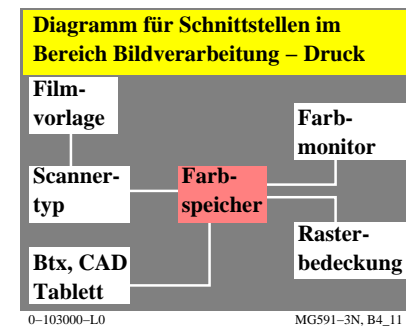 Diagramm für Schnittstellen im
Bereich Bildverarbeitung – Druck
Film-
vorlage
Farb-
monitor
Scanner-
typ
Farb-
speicher
Raster-
bedeckung
Btx, CAD
Tablett
0–103000–L0
MG591–3N, B4_11